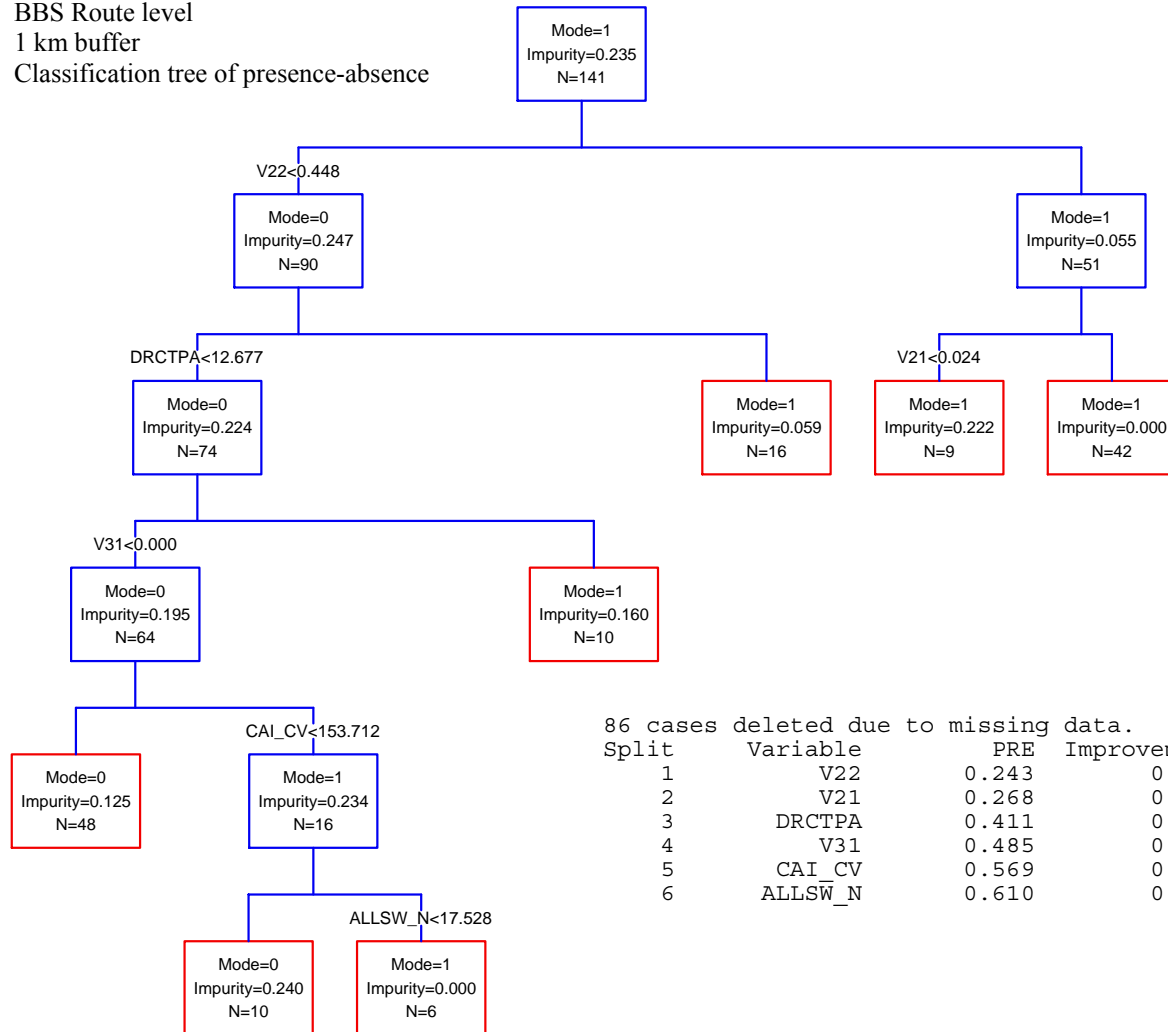 BBS Route level
1 km buffer
Classification tree of presence-absence
Mode=1
Impurity=0.235
N=141
V22<0.448
Mode=0
Impurity=0.247
N=90
Mode=1
Impurity=0.055
N=51
DRCTPA<12.677
V21<0.024
Mode=0
Impurity=0.224
N=74
Mode=1
Impurity=0.059
N=16
Mode=1
Impurity=0.222
N=9
Mode=1
Impurity=0.000
N=42
V31<0.000
Mode=0
Impurity=0.195
N=64
Mode=1
Impurity=0.160
N=10
CAI_CV<153.712
Mode=0
Impurity=0.125
N=48
Mode=1
Impurity=0.234
N=16
ALLSW_N<17.528
Mode=0
Impurity=0.240
N=10
Mode=1
Impurity=0.000
N=6
86 cases deleted due to missing data.
Split Variable PRE
1 V22 0.243 0
2 V21 0.268 0
3 DRCTPA 0.411 0
4 V31 0.485 0
5 CAI_CV 0.569 0
6 ALLSW_N 0.610 0